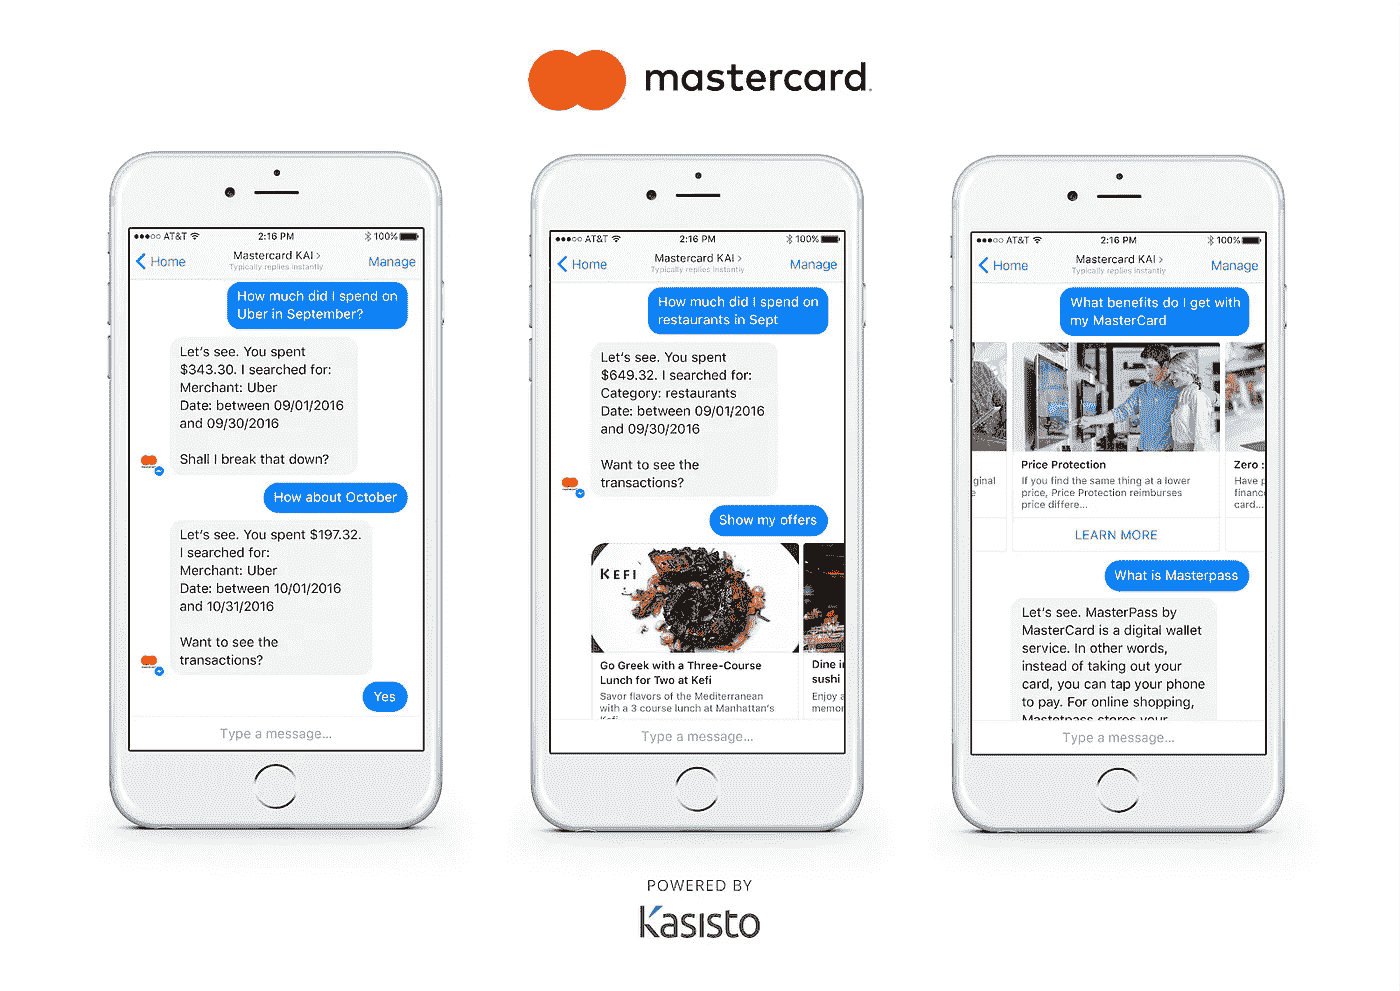 mastercard.
AT&T
2:16 PM
100%
Home
Mastercard KAI
Typically replies instantly
Manage
How much did I spend on
Uber in September?
Let's see. You spent
$343.30. I searched for:
Merchant: Uber
Date: between 09/01/2016
and 09/30/2016
Shall I break that down?
How about October
Let's see. You spent $197.32.
I searched for:
Merchant: Uber
Date: between 10/01/2016
and 10/31/2016
Want to see the
transactions?
Yes
Type a message...
AT&T
2:16 PM
100%
Home
Mastercard KAI
Typically replies instantly
Manage
How much did I spend on
restaurants in Sept
Let's see. You spent
$649.32. I searched for:
Category: restaurants
Date: between 09/01/2016
and 09/30/2016
Want to see the
transactions?
Show my offers
KEFI
Go Greek with a Three-Course
Lunch for Two at Kefi
Savor flavors of the Mediterranean
with a 3 course lunch at Manhattan's
Kefi
Dine i
sushi
Enjoy a
memor
Type a message...
AT&T
2:16 PM
100%
Home
Mastercard KAI
Typically replies instantly
Manage
What benefits do I get with
my MasterCard
ginal
Price Protection
If you find the same thing at a lower
price, Price Protection reimburses
price differe...
LEARN MORE
Zero
Have p
financ
card...
What is Masterpass
Let's see. MasterPass by
MasterCard is a digital wallet
service. In other words,
instead of taking out your
card, you can tap your phone
to pay. For online shopping,
Masterpass stores your
Type a message...
POWERED BY
Kasisto